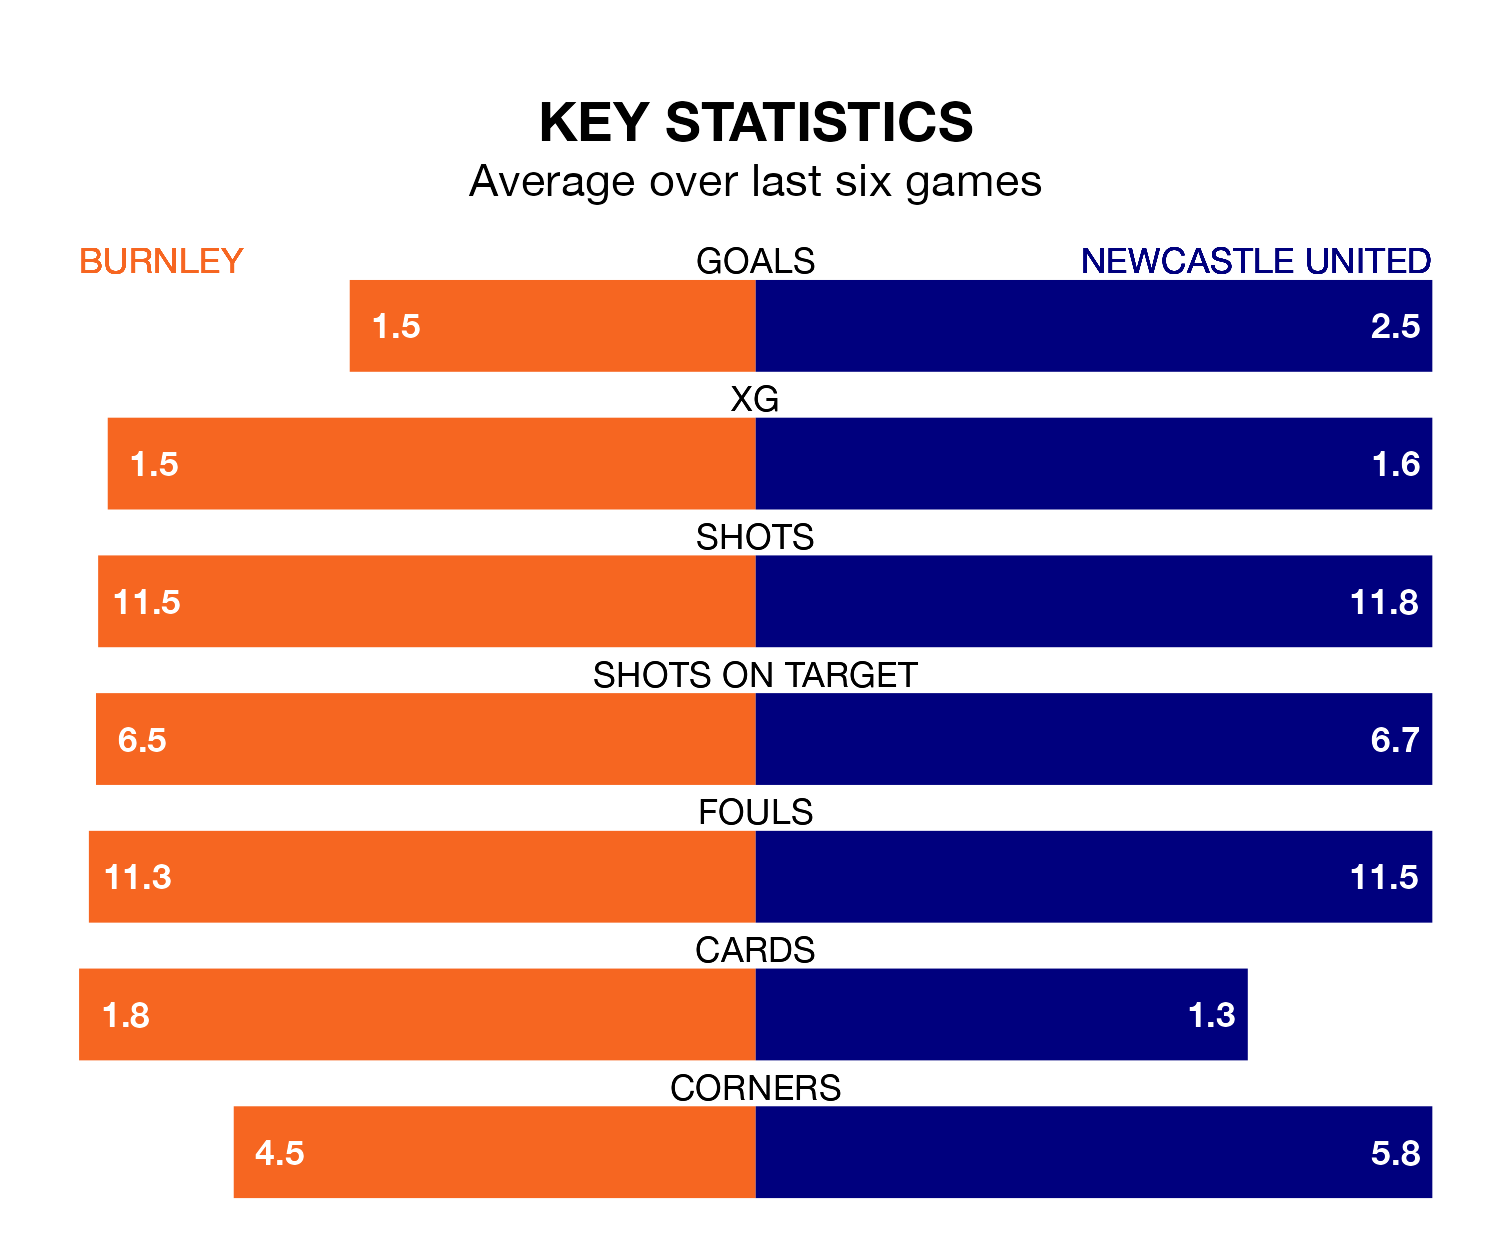 KEY STATISTICS
Average over last six games
BURNLEY GOALS NEWCASTLE UNITED
1.5 2.5
XG
1.5 1.6
SHOTS
11.5 11.8
SHOTS ON TARGET
6.5 6.7
FOULS
11.3 11.5
CARDS
1.8 1.3
CORNERS
4.5 5.8